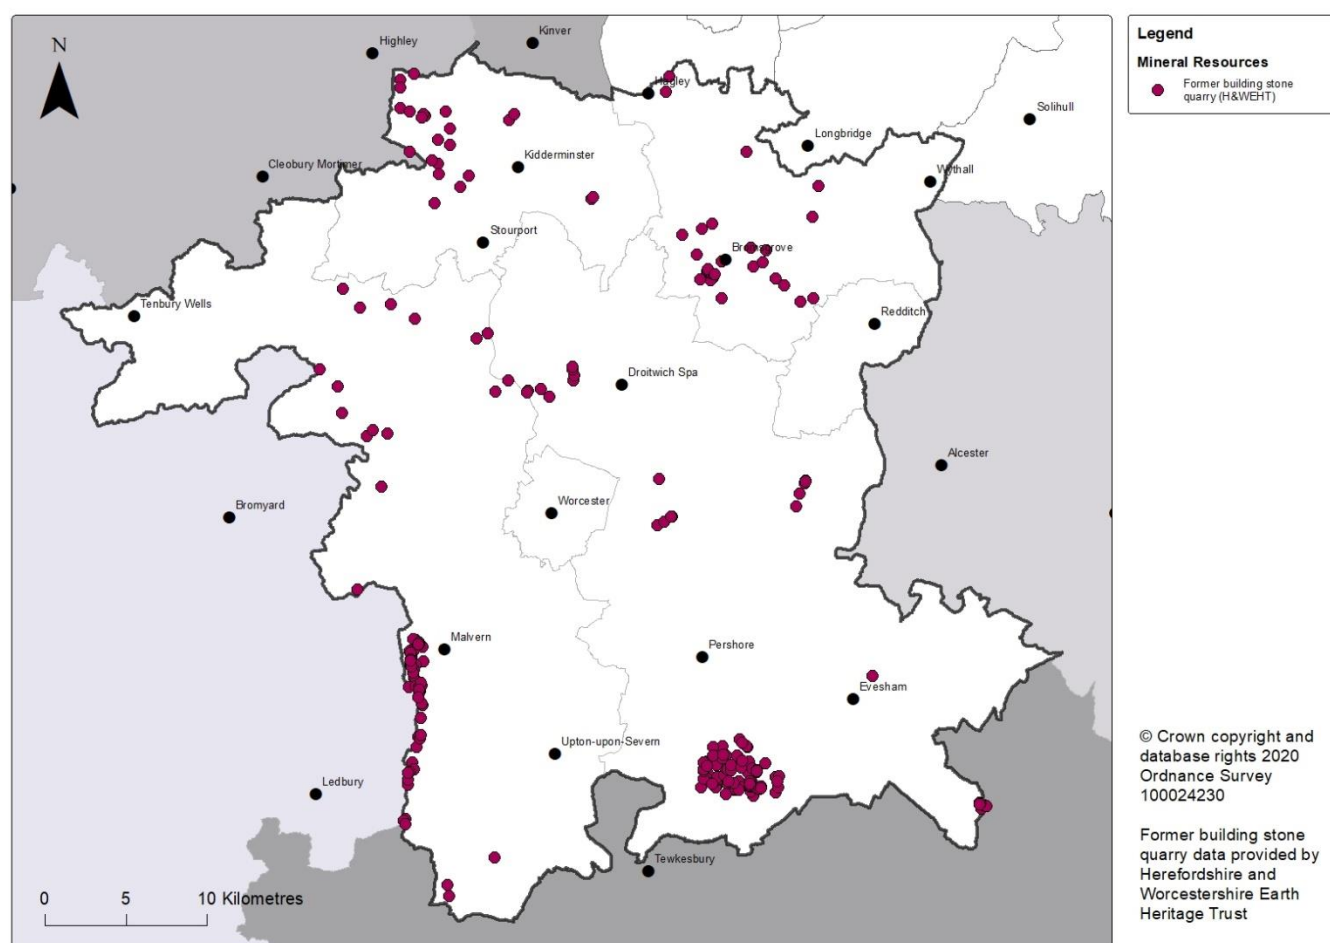 N
Highley
Kinver
Hagley
Solihull
Longbridge
Cleobury Mortimer
Kidderminster
Wythall
Stourport
Bromsgrove
Tenbury Wells
Redditch
Droitwich Spa
Alcester
Bromyard
Worcester
Malvern
Pershore
Evesham
Upton-upon-Severn
Ledbury
Tewkesbury
0 5 10 Kilometres
Legend
Mineral Resources
Former building stone
quarry (H&WEHT)
© Crown copyright and
database rights 2020
Ordnance Survey
100024230
Former building stone
quarry data provided by
Herefordshire and
Worcestershire Earth
Heritage Trust